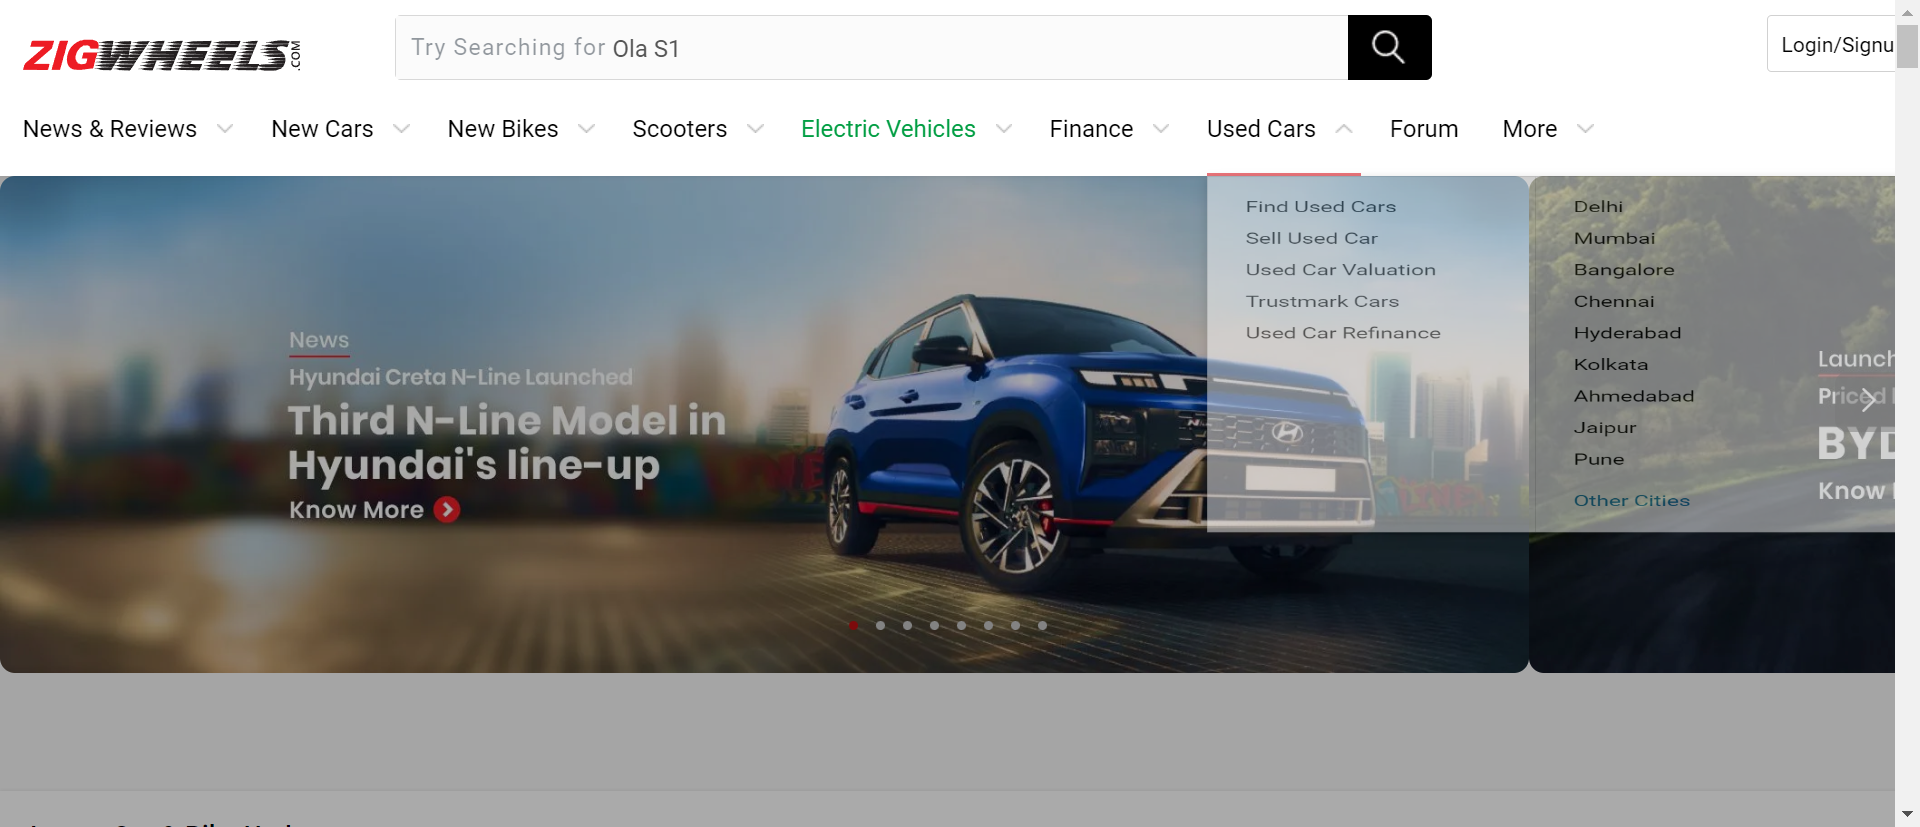 ZIGWHEELS.COM
Try Searching for Ola S1
Login/Signu
News & Reviews
New Cars
New Bikes
Scooters
Electric Vehicles
Finance
Used Cars
Forum
More
Find Used Cars
Sell Used Car
Used Car Valuation
Trustmark Cars
Used Car Refinance
Delhi
Mumbai
Bangalore
Chennai
Hyderabad
Kolkata
Ahmedabad
Jaipur
Pune
Other Cities
News
Hyundai Creta N-Line Launched
Third N-Line Model in
Hyundai's line-up
Know More
Launch
Priced
BYD
Know